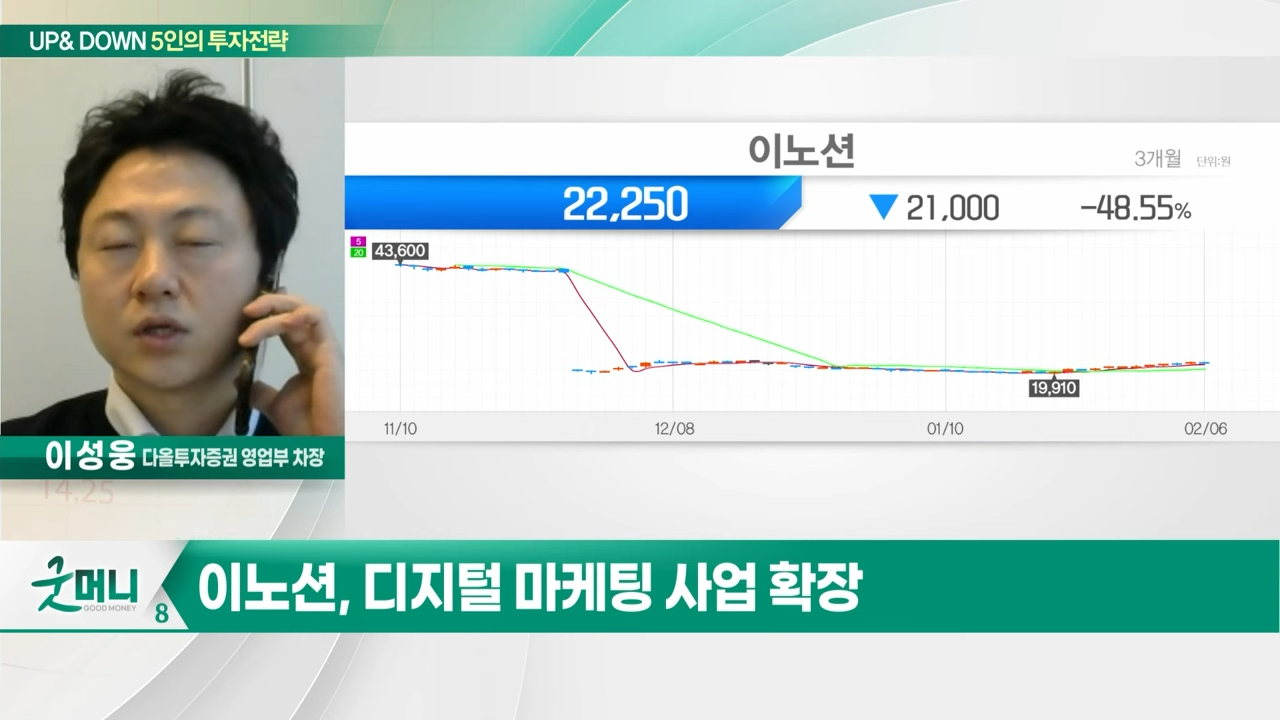 UP& DOWN 5인의 투자전략
이노션
3개월 단위:원
22,250 ▼ 21,000 -48.55%
5
20
43,600
19,910
11/10 12/08 01/10 02/06
이성웅 다올투자증권 영업부 차장
14.25
굿머니
GOOD MONEY
8
이노션, 디지털 마케팅 사업 확장